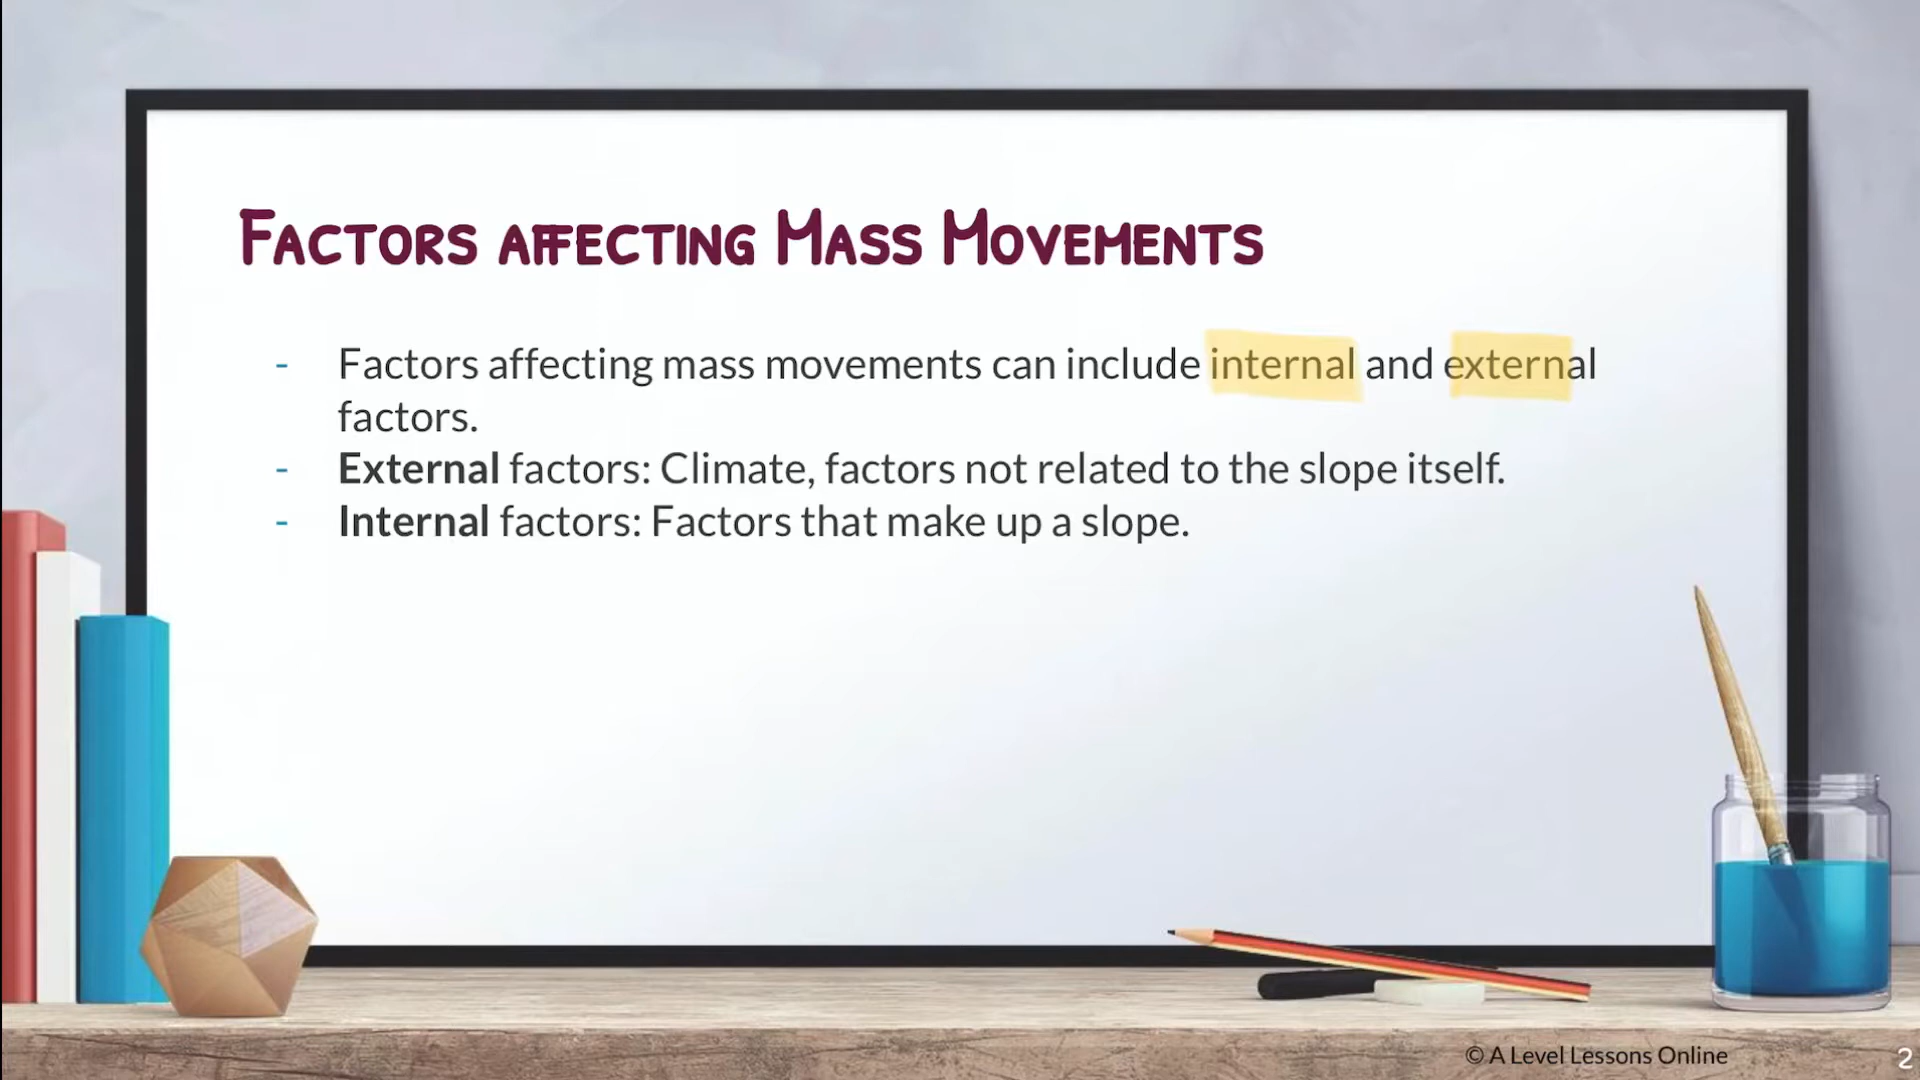 Factors affecting Mass Movements
- Factors affecting mass movements can include internal and external
factors.
- External factors: Climate, factors not related to the slope itself.
- Internal factors: Factors that make up a slope.
© A Level Lessons Online
2